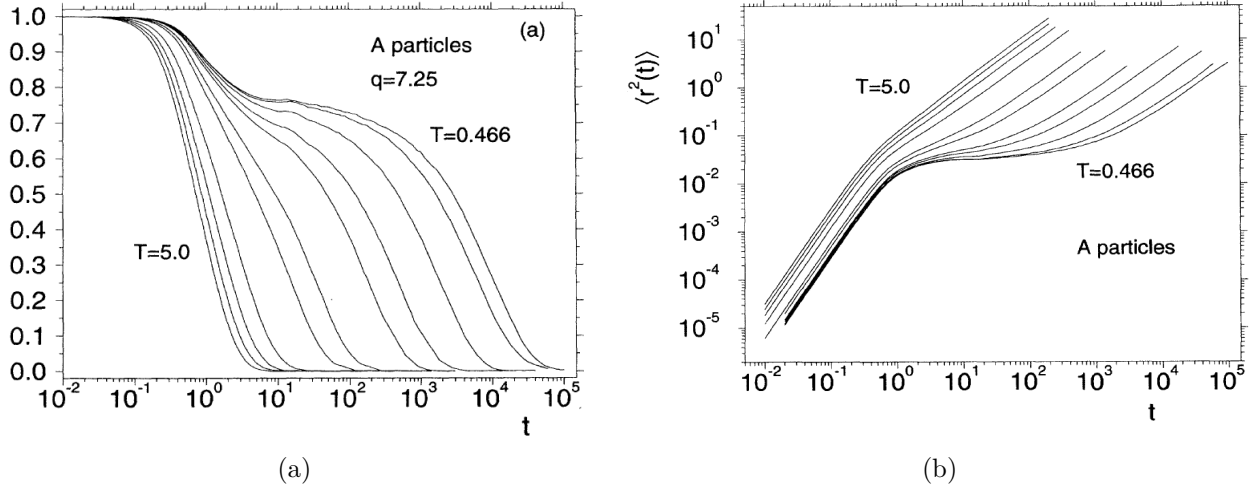 1.0
0.9
0.8
0.7
0.6
0.5
0.4
0.3
0.2
0.1
0.0
(a)
A particles
q=7.25
T=0.466
T=5.0
10⁻² 10⁻¹ 10⁰ 10¹ 10² 10³ 10⁴ 10⁵
t
(a)
⟨r²(t)⟩
10¹
10⁰
10⁻¹
10⁻²
10⁻³
10⁻⁴
10⁻⁵
T=5.0
T=0.466
A particles
10⁻² 10⁻¹ 10⁰ 10¹ 10² 10³ 10⁴ 10⁵
t
(b)